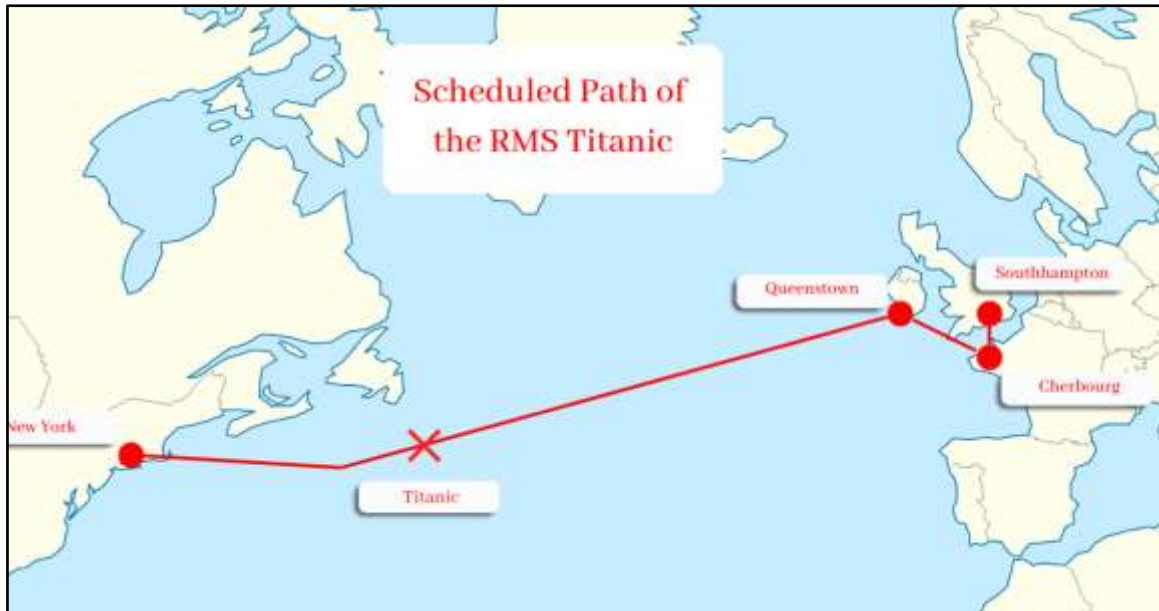 Scheduled Path of
the RMS Titanic
Southhampton
Queenstown
Cherbourg
New York
Titanic